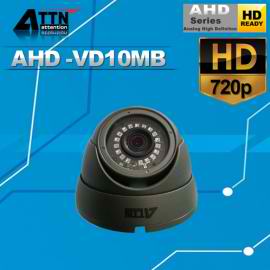 ATTN
attention
AHD Series
Analog High Definition
HD READY
HD
720p
AHD -VD10MB
ATTN